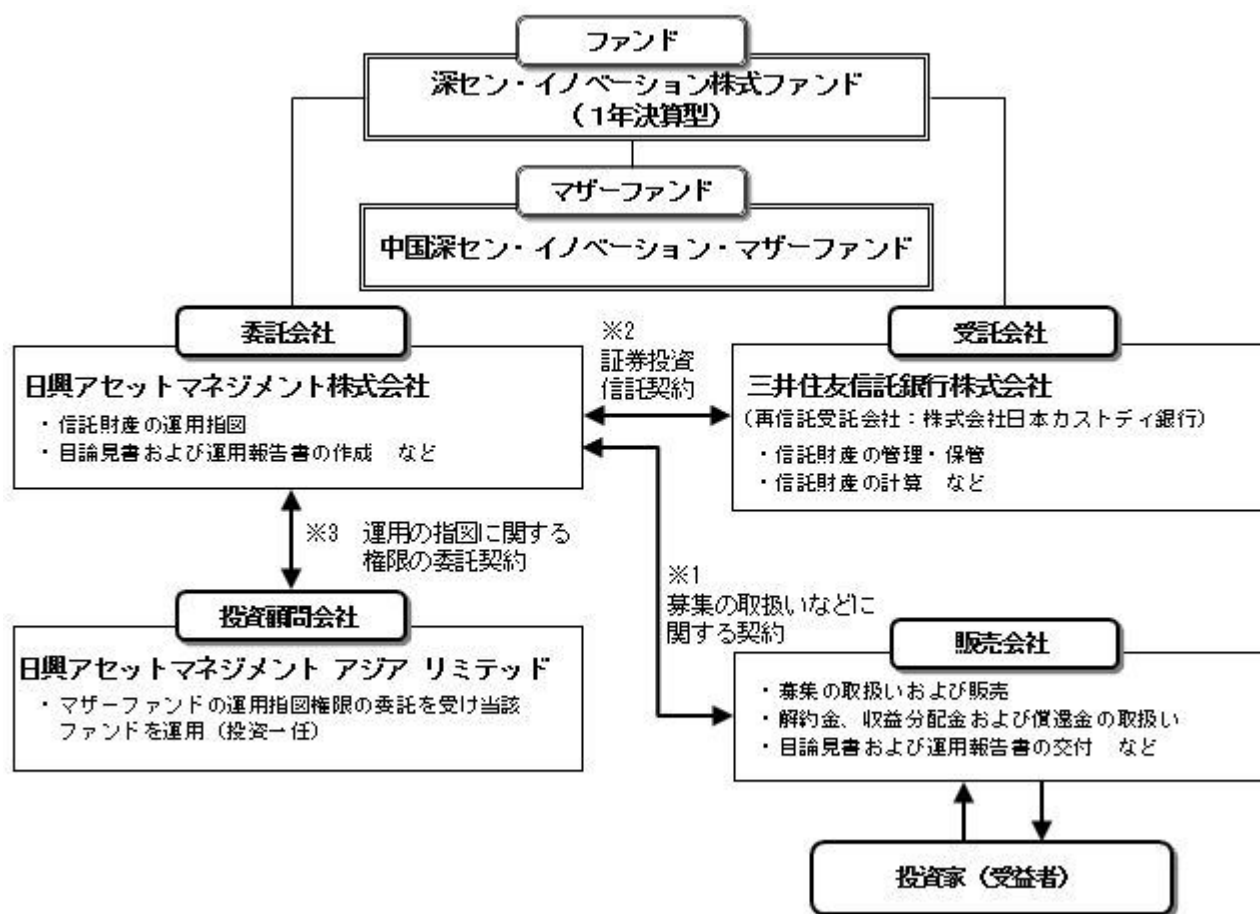 ファンド
深セン・イノベーション株式ファンド
（1年決算型）
マザーファンド
中国深セン・イノベーション・マザーファンド
委託会社
日興アセットマネジメント株式会社
・信託財産の運用指図
・目論見書および運用報告書の作成　など
※2
証券投資
信託契約
受託会社
三井住友信託銀行株式会社
（再信託受託会社：株式会社日本カストディ銀行）
・信託財産の管理・保管
・信託財産の計算　など
※3　運用の指図に関する
権限の委託契約
※1
募集の取扱いなどに
関する契約
投資顧問会社
日興アセットマネジメント アジア リミテッド
・マザーファンドの運用指図権限の委託を受け当該
ファンドを運用（投資一任）
販売会社
・募集の取扱いおよび販売
・解約金、収益分配金および償還金の取扱い
・目論見書および運用報告書の交付　など
投資家（受益者）